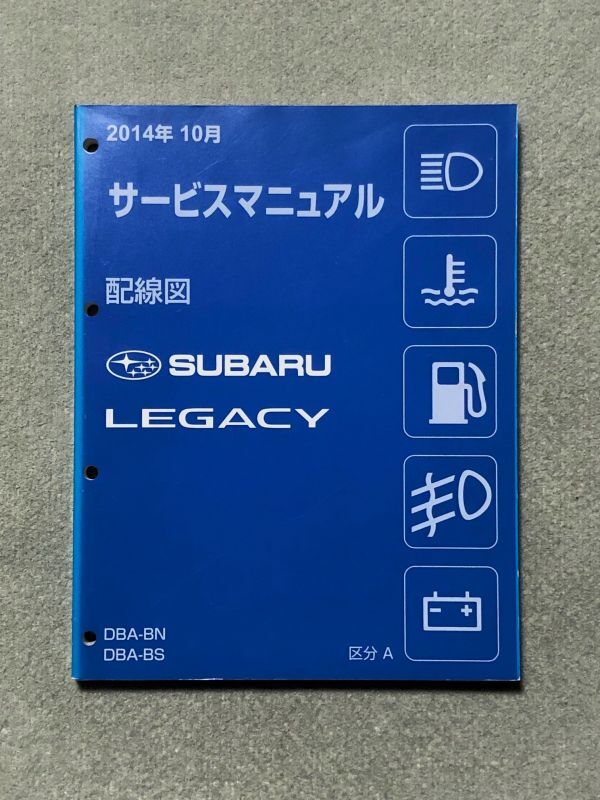 2014年 10月
サービスマニュアル
配線図
SUBARU
LEGACY
DBA-BN
DBA-BS
区分 A